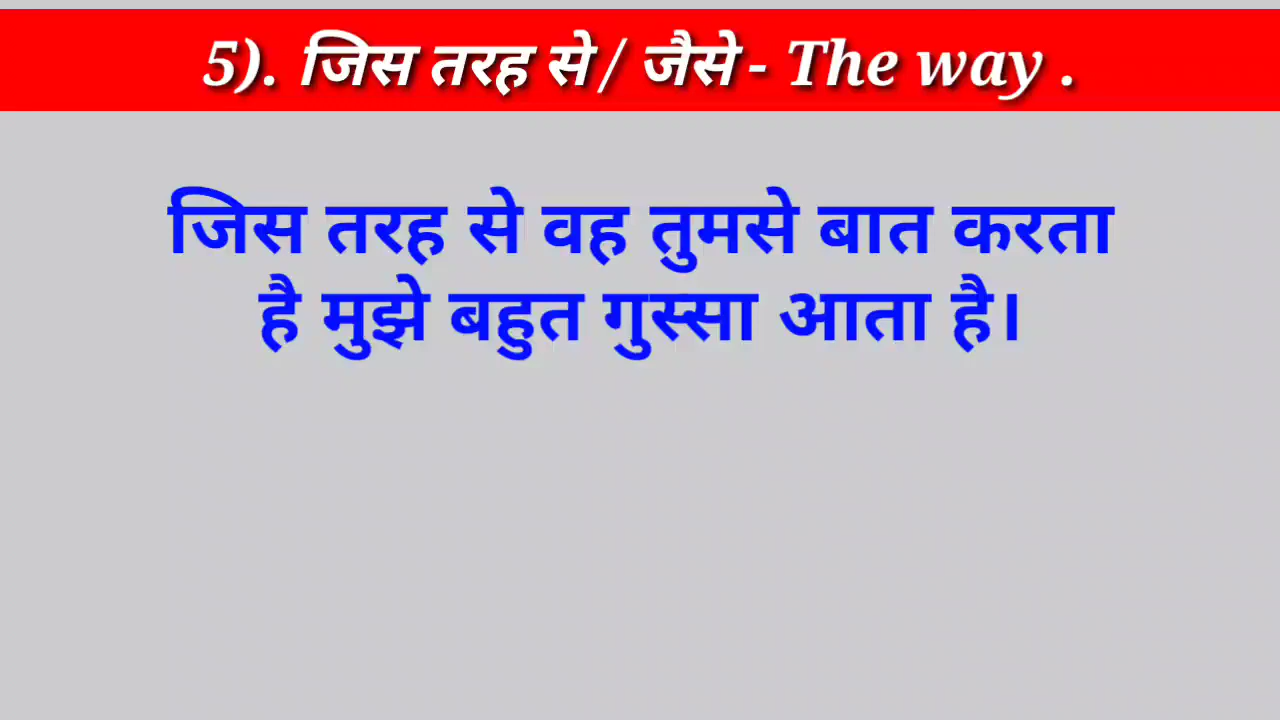 5). जिस तरह से / जैसे - The way .
जिस तरह से वह तुमसे बात करता
है मुझे बहुत गुस्सा आता है।